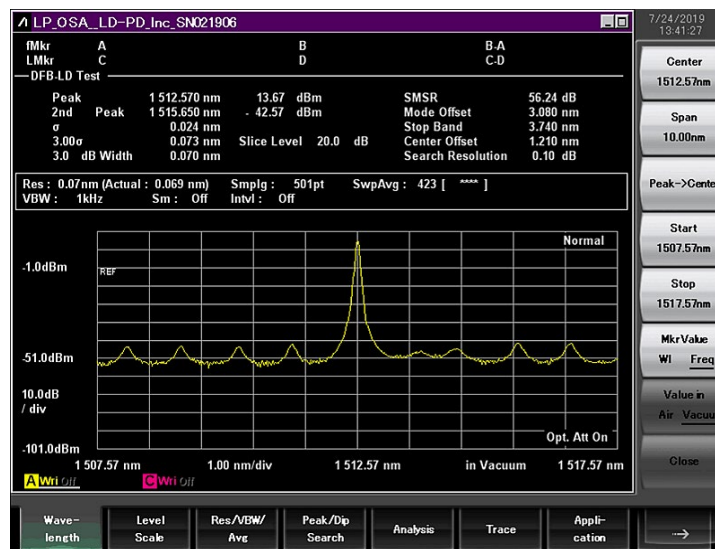 LP_OSA__LD-PD_Inc_SN021906
7/24/2019
13:41:27
fMkr A B B-A
LMkr C D C-D
DFB-LD Test
Peak 1 512.570 nm 13.67 dBm SMSR 56.24 dB
2nd Peak 1 515.650 nm - 42.57 dBm Mode Offset 3.080 nm
σ 0.024 nm Stop Band 3.740 nm
3.00σ 0.073 nm Slice Level 20.0 dB Center Offset 1.210 nm
3.0 dB Width 0.070 nm Search Resolution 0.10 dB
Res : 0.07nm (Actual : 0.069 nm) Smplg : 501pt SwpAvg : 423 [ **** ]
VBW : 1kHz Sm : Off Intvl : Off
Normal
-1.0dBm
REF
-51.0dBm
10.0dB
/ div
Opt. Att On
-101.0dBm
1 507.57 nm 1.00 nm/div 1 512.57 nm in Vacuum 1 517.57 nm
A Wri Off C Wri Off
Center
1512.57nm
Span
10.00nm
Peak->Cente
Start
1507.57nm
Stop
1517.57nm
MkrValue
Wl Freq
Value in
Air Vacuu
Close
Wave-
length
Level
Scale
Res/VBW/
Avg
Peak/Dip
Search
Analysis
Trace
Appli-
cation